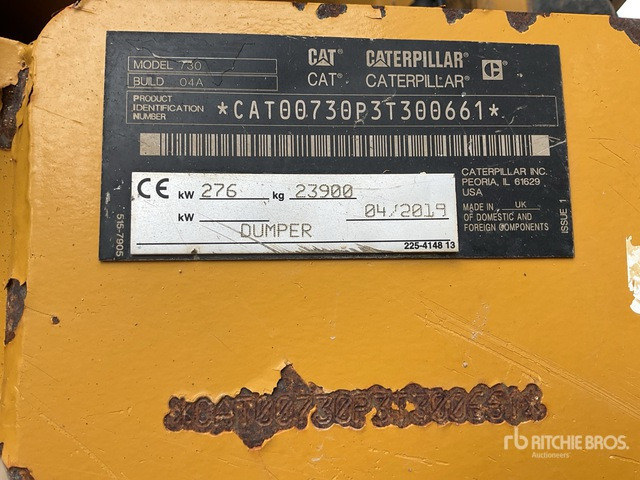 MODEL 730
BUILD 04A
CAT® CATERPILLAR®
CAT® CATERPILLAR®
PRODUCT IDENTIFICATION NUMBER
*CAT00730P3T300661*
CE kW 276 kg 23900
kW 04/2019
DUMPER
225-4148 13
515-7905
CATERPILLAR INC.
PEORIA, IL 61629
USA
MADE IN UK
OF DOMESTIC AND
FOREIGN COMPONENTS
ISSUE 1
*CAT00730P3T300661*
rb RITCHIE BROS.
Auctioneers